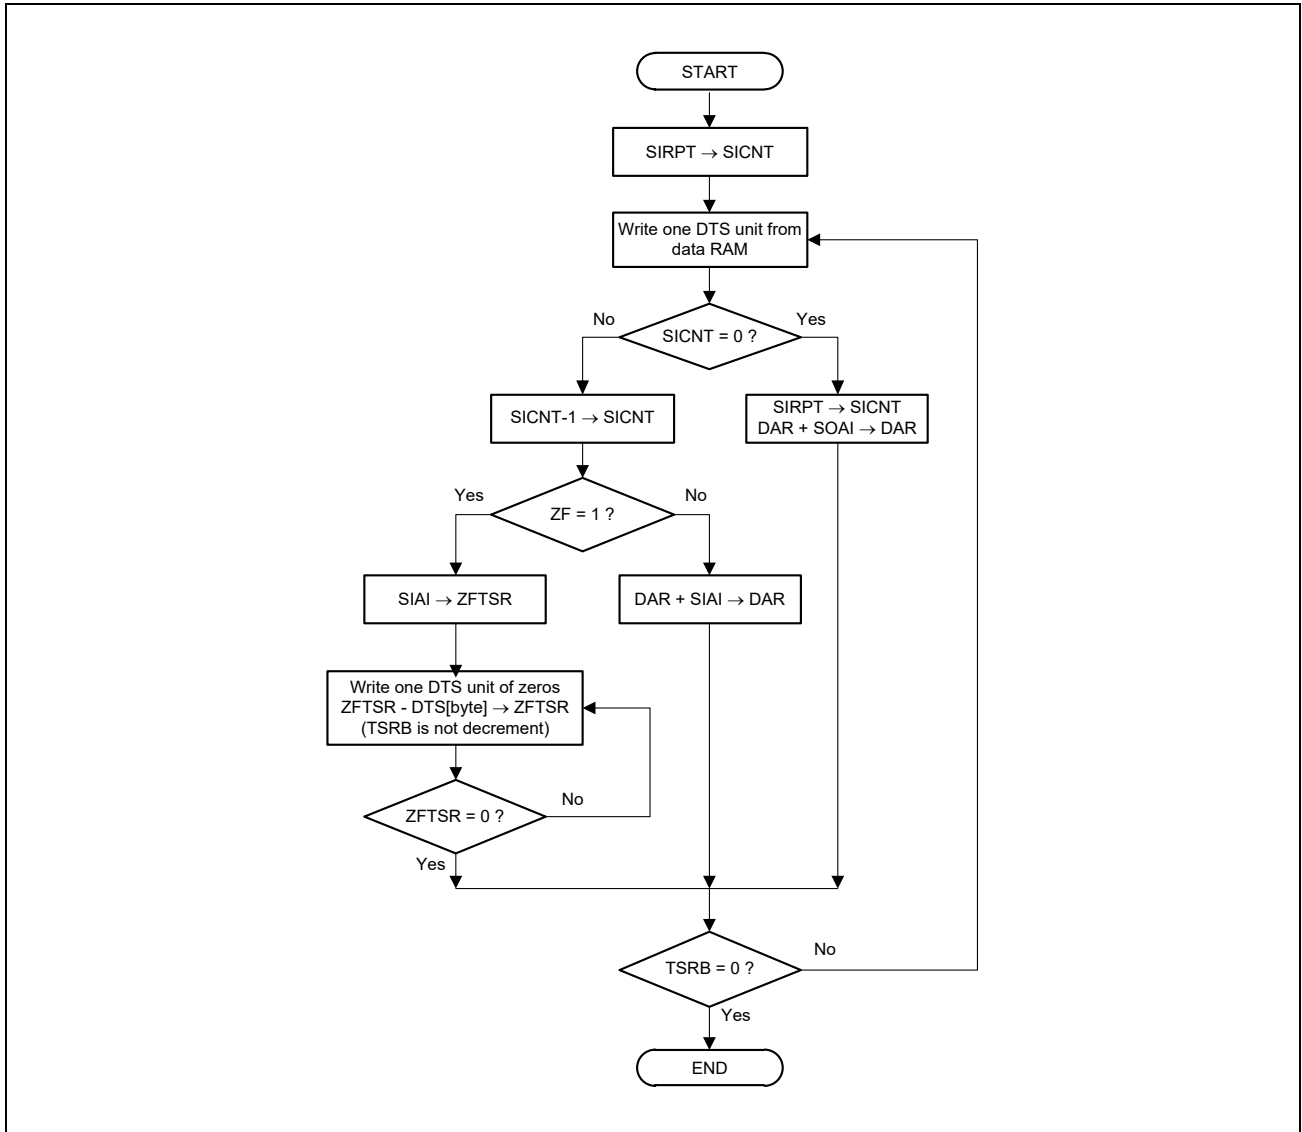 START
SIRPT → SICNT
Write one DTS unit from
data RAM
No
Yes
SICNT = 0 ?
SICNT-1 → SICNT
SIRPT → SICNT
DAR + SOAI → DAR
Yes
No
ZF = 1 ?
SIAI → ZFTSR
DAR + SIAI → DAR
Write one DTS unit of zeros
ZFTSR - DTS[byte] → ZFTSR
(TSRB is not decrement)
No
ZFTSR = 0 ?
Yes
No
TSRB = 0 ?
Yes
END